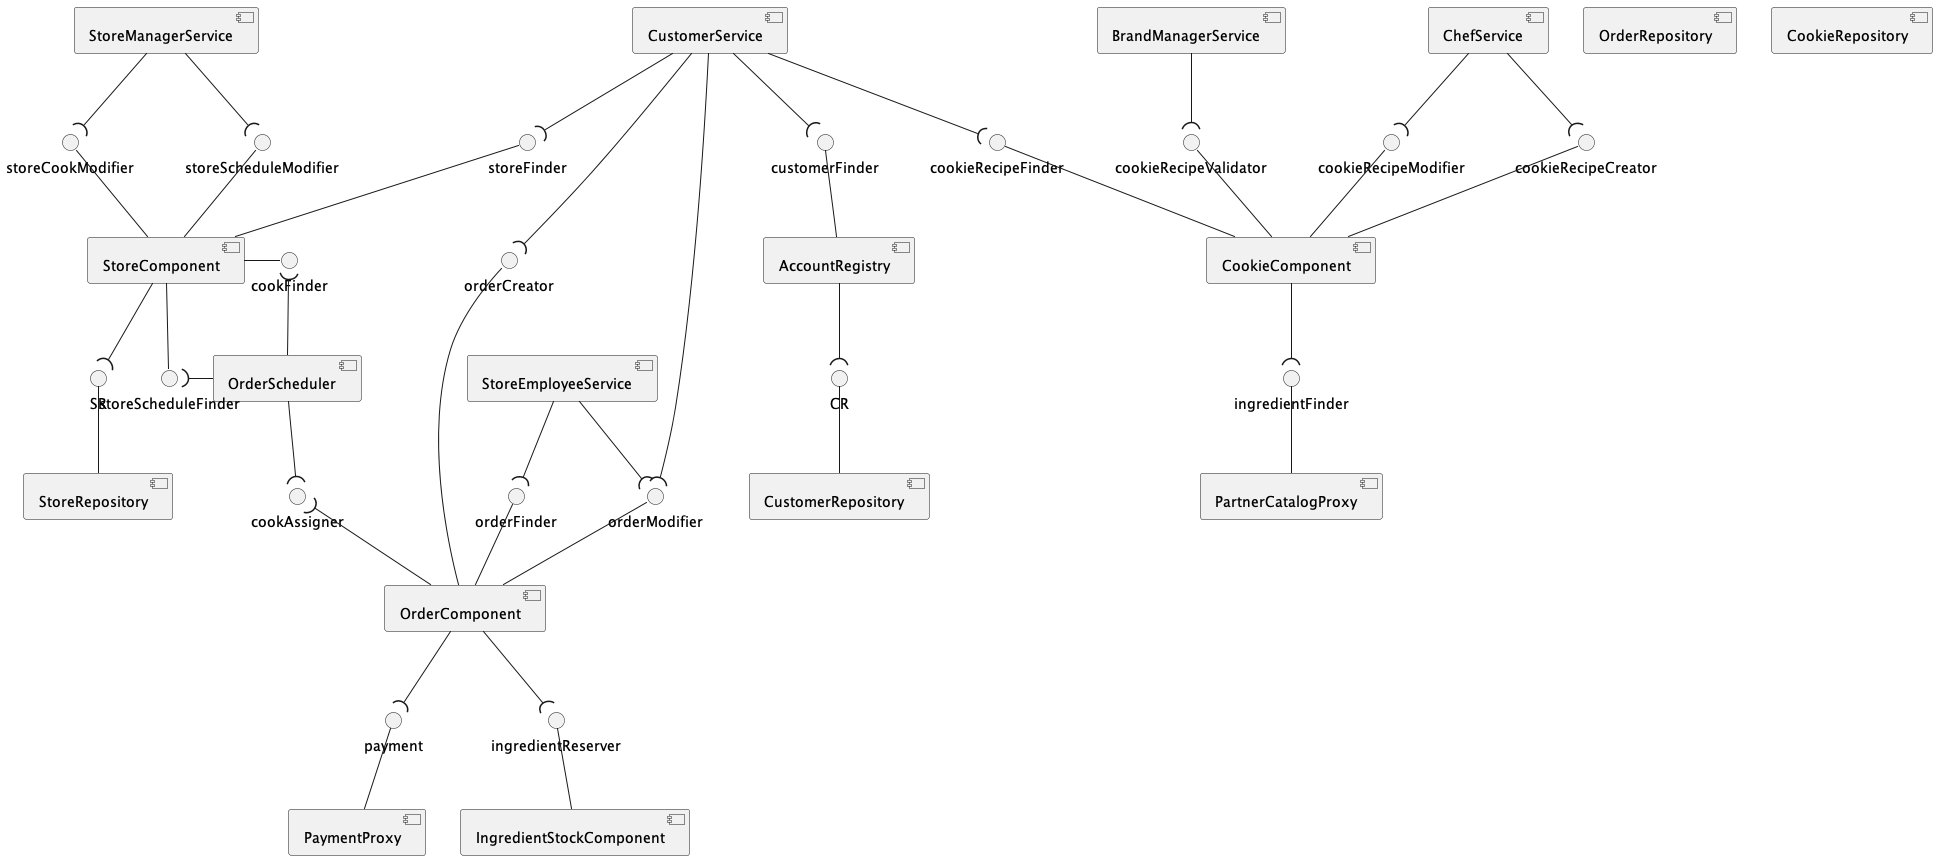 StoreManagerService
CustomerService
BrandManagerService
ChefService
OrderRepository
CookieRepository
storeCookModifier
storeScheduleModifier
storeFinder
customerFinder
cookieRecipeFinder
cookieRecipeValidator
cookieRecipeModifier
cookieRecipeCreator
StoreComponent
cookFinder
orderCreator
AccountRegistry
CookieComponent
OrderScheduler
StoreEmployeeService
SR
StoreScheduleFinder
CR
ingredientFinder
StoreRepository
cookAssigner
orderFinder
orderModifier
CustomerRepository
PartnerCatalogProxy
OrderComponent
payment
ingredientReserver
PaymentProxy
IngredientStockComponent